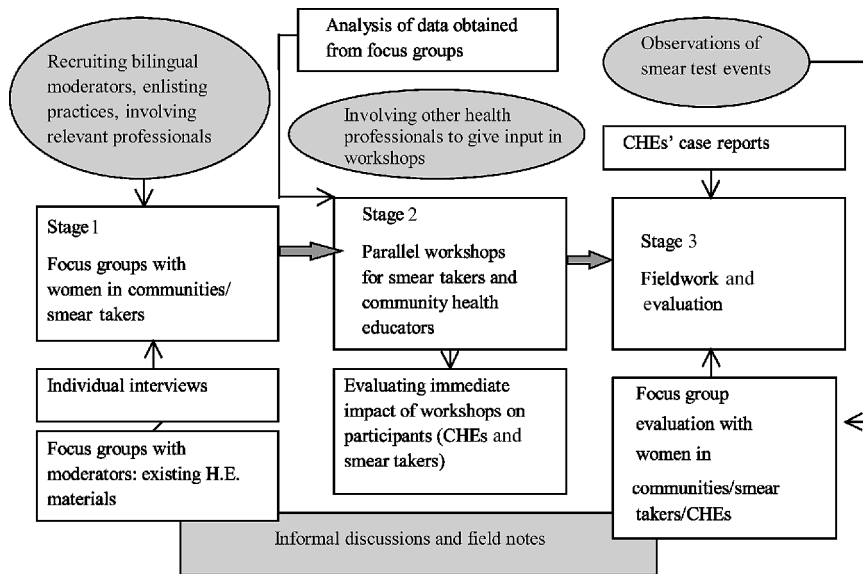 Recruiting bilingual
moderators, enlisting
practices, involving
relevant professionals
Analysis of data obtained
from focus groups
Observations of
smear test events
Involving other health
professionals to give input in
workshops
CHEs' case reports
Stage 1
Focus groups with
women in communities/
smear takers
Stage 2
Parallel workshops
for smear takers and
community health
educators
Stage 3
Fieldwork and
evaluation
Individual interviews
Focus groups with
moderators: existing H.E.
materials
Evaluating immediate
impact of workshops on
participants (CHEs and
smear takers)
Focus group
evaluation with
women in
communities/smear
takers/CHEs
Informal discussions and field notes